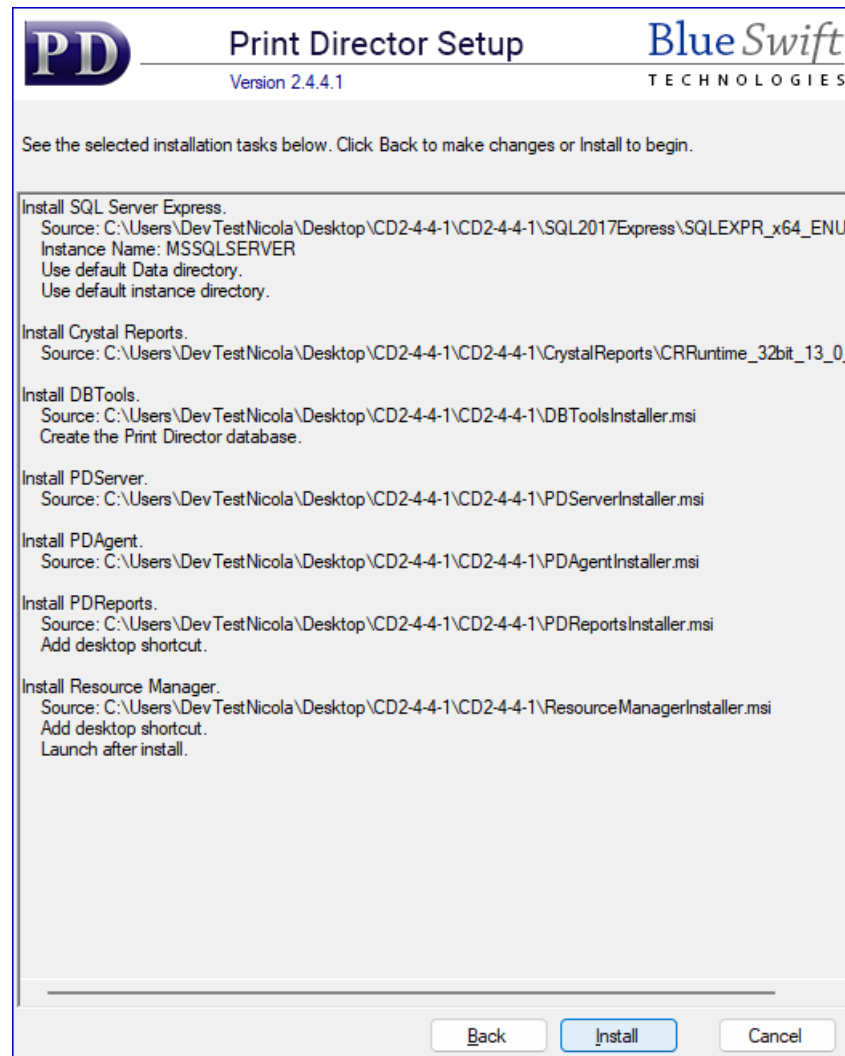 PD
Print Director Setup
Blue Swift
TECHNOLOGIES
Version 2.4.4.1
See the selected installation tasks below. Click Back to make changes or Install to begin.
Install SQL Server Express.
Source: C:\Users\DevTestNicola\Desktop\CD2-4-4-1\CD2-4-4-1\SQL2017Express\SQLEXPR_x64_ENU
Instance Name: MSSQLSERVER
Use default Data directory.
Use default instance directory.
Install Crystal Reports.
Source: C:\Users\DevTestNicola\Desktop\CD2-4-4-1\CD2-4-4-1\CrystalReports\CRRuntime_32bit_13_0_
Install DBTools.
Source: C:\Users\DevTestNicola\Desktop\CD2-4-4-1\CD2-4-4-1\DBToolsInstaller.msi
Create the Print Director database.
Install PDServer.
Source: C:\Users\DevTestNicola\Desktop\CD2-4-4-1\CD2-4-4-1\PDServerInstaller.msi
Install PDAgent.
Source: C:\Users\DevTestNicola\Desktop\CD2-4-4-1\CD2-4-4-1\PDAgentInstaller.msi
Install PDReports.
Source: C:\Users\DevTestNicola\Desktop\CD2-4-4-1\CD2-4-4-1\PDReportsInstaller.msi
Add desktop shortcut.
Install Resource Manager.
Source: C:\Users\DevTestNicola\Desktop\CD2-4-4-1\CD2-4-4-1\ResourceManagerInstaller.msi
Add desktop shortcut.
Launch after install.
Back
Install
Cancel